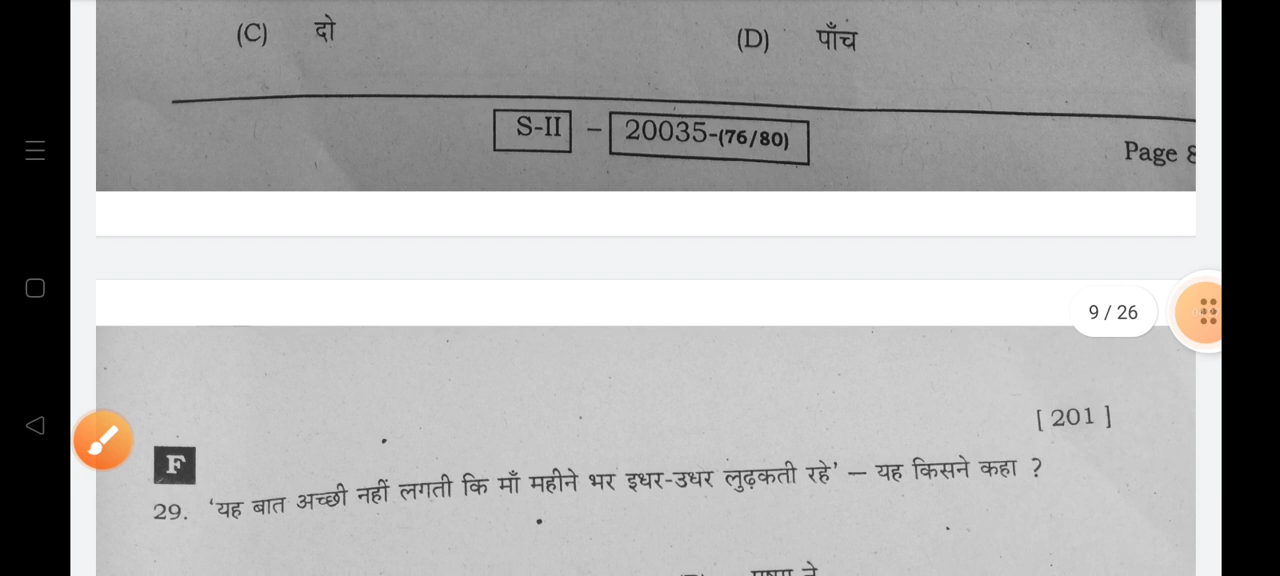 (C) दो (D) पाँच
S-II – 20035-(76/80)
Page 8
9 / 26
[ 201 ]
F
29. ‘यह बात अच्छी नहीं लगती कि माँ महीने भर इधर-उधर लुढ़कती रहे’ – यह किसने कहा ?